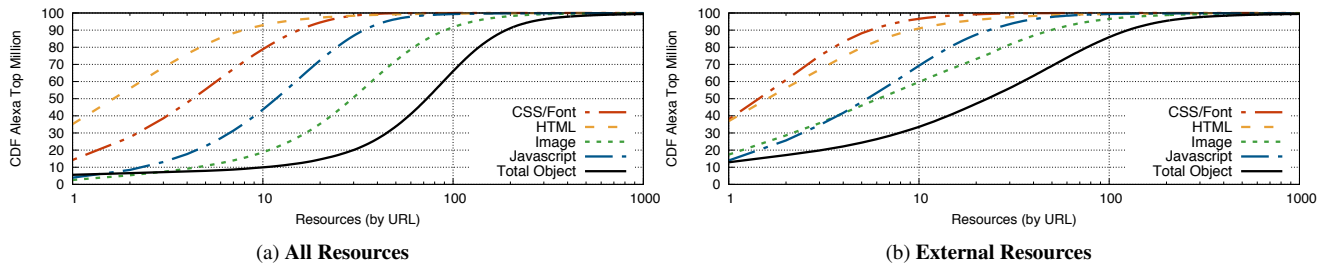 CDF Alexa Top Million
100
90
80
70
60
50
40
30
20
10
0
1
10
100
1000
Resources (by URL)
CSS/Font
HTML
Image
Javascript
Total Object
(a) All Resources
CDF Alexa Top Million
100
90
80
70
60
50
40
30
20
10
0
1
10
100
1000
Resources (by URL)
CSS/Font
HTML
Image
Javascript
Total Object
(b) External Resources